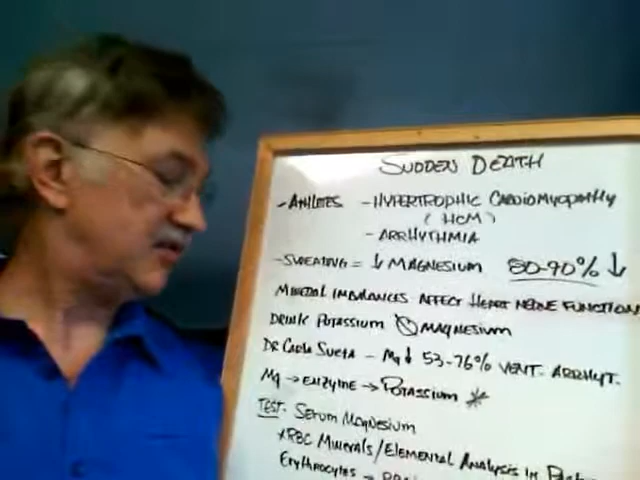 SUDDEN DEATH
- ATHLETES - HYPERTROPHIC CARDIOMYOPATHY
(HCM)
- ARRHYTHMIA
- SWEATING = ↓ MAGNESIUM 80-90% ↓
MINERAL IMBALANCES AFFECT HEART NERVE FUNCTION
DRINK POTASSIUM MAGNESIUM
DR CARLA SUETA - Mg ↓ 53-76% VENT. ARRHYT.
Mg → ENZYME → POTASSIUM *
TEST- Serum Magnesium
x RBC Minerals/Elemental Analysis in
Erythrocytes